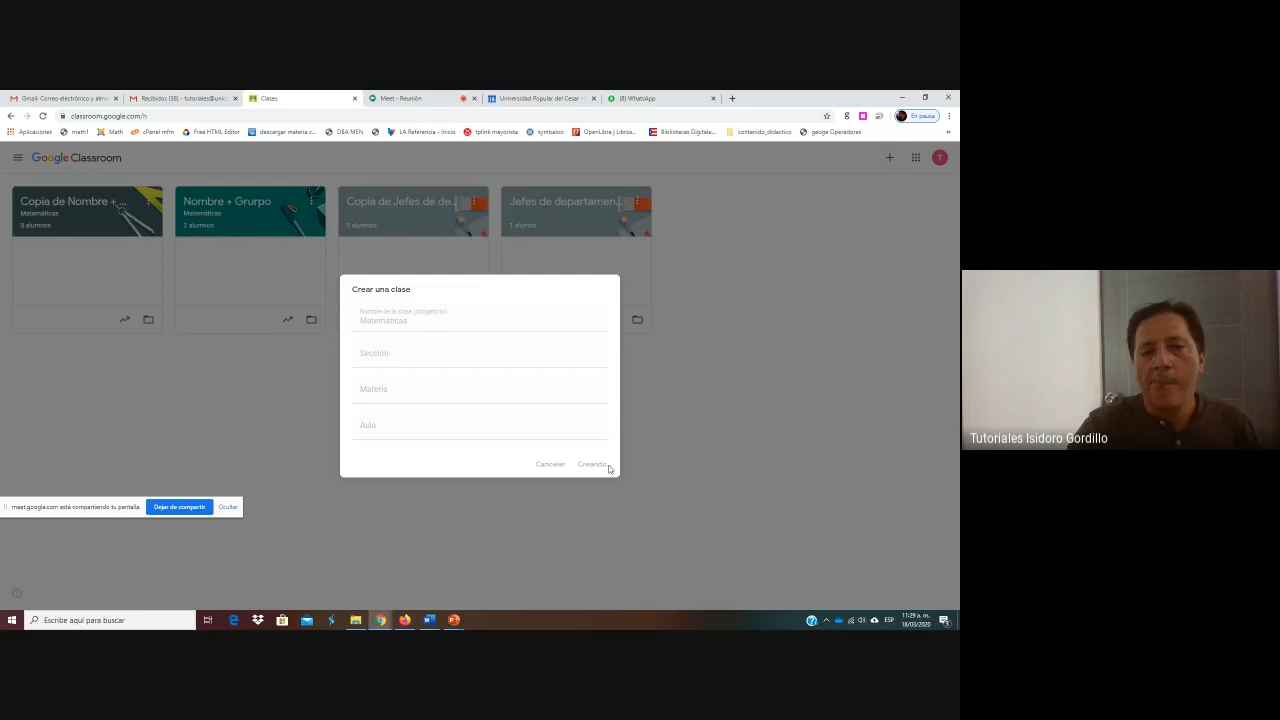 Gmail: Correo electrónico y alma
Recibidos (38) - tutoriales@unic
Clases
Meet - Reunión
Universidad Popular del Cesar -
(8) WhatsApp
classroom.google.com/h
En pausa
Aplicaciones
math1
Math
cPanel mfm
Free HTML Editor
descargar materia c...
DBA MEN
LA Referencia - Inicio
tplink mayorista
symbaloo
OpenLibra | Libros...
Bibliotecas Digitale...
contenido_didactico
geoge Operadores
»
Google Classroom
T
Copia de Nombre + ...
Matemáticas
0 alumnos
Nombre + Grurpo
Matemáticas
2 alumnos
Copia de Jefes de de...
0 alumnos
Jefes de departamen...
1 alumno
Crear una clase
Nombre de la clase (obligatorio)
Matemáticas
Sección
Materia
Aula
Cancelar
Creando
meet.google.com está compartiendo tu pantalla.
Dejar de compartir
Ocultar
Tutoriales Isidoro Gordillo
Escribe aquí para buscar
ESP
11:29 a. m.
18/03/2020